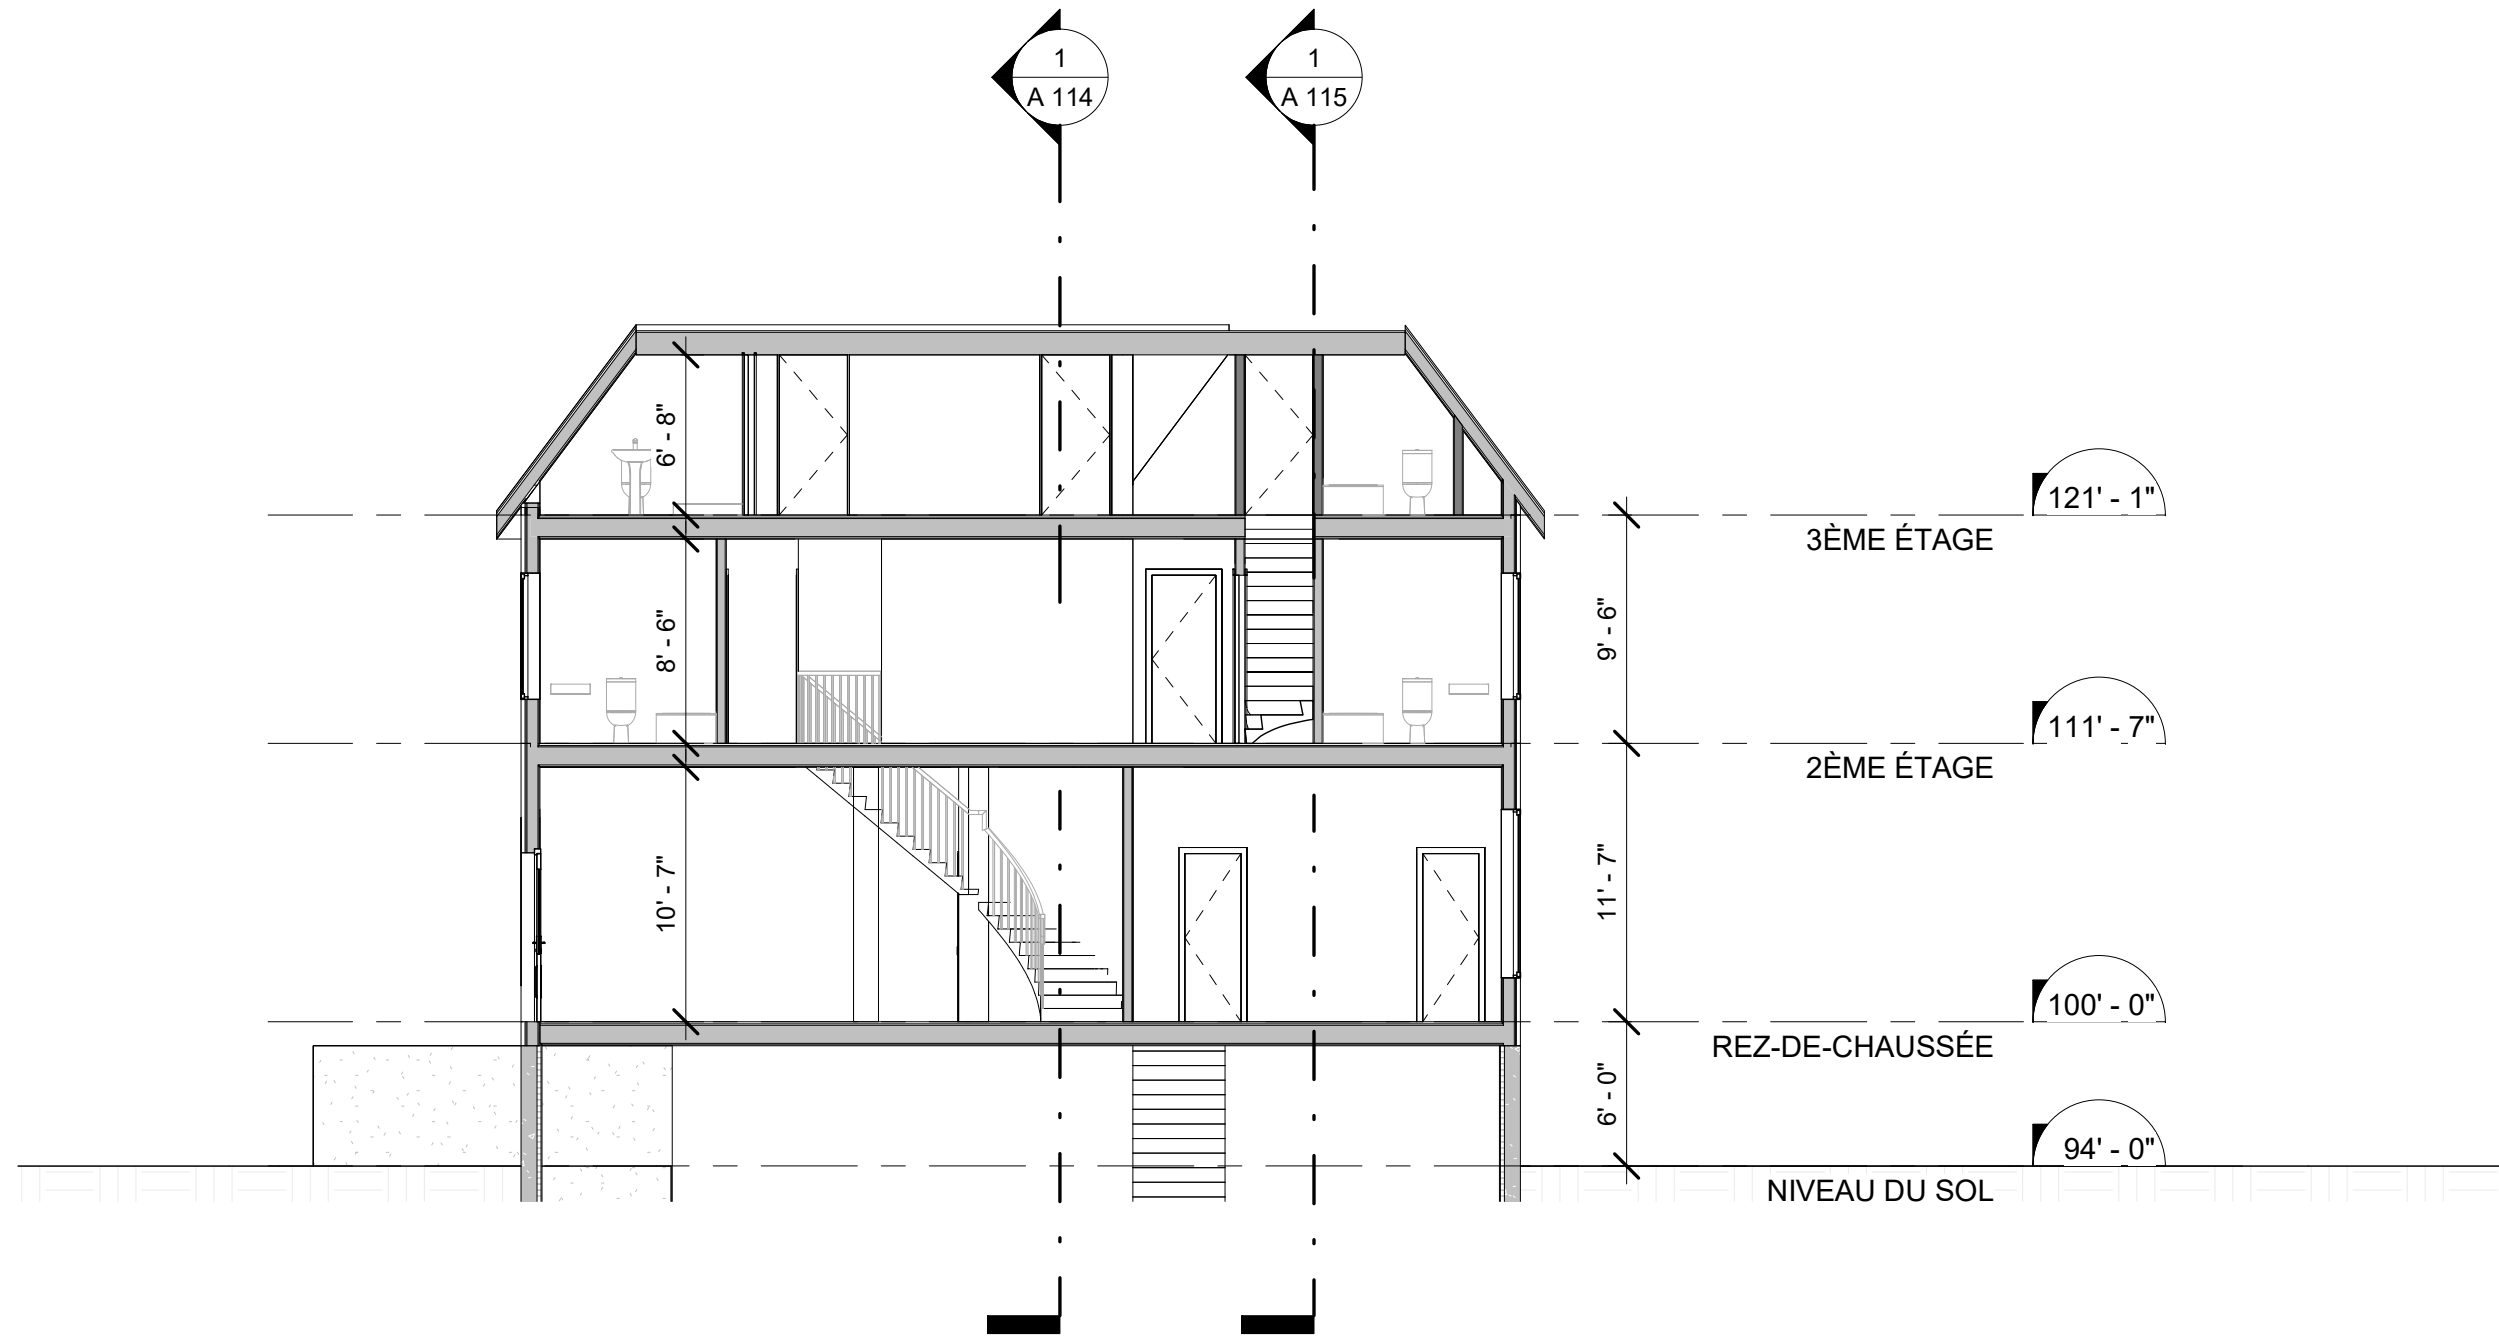 1
A 114
1
A 115
6' - 8"
121' - 1"
3ÈME ÉTAGE
8' - 6"
9' - 6"
111' - 7"
2ÈME ÉTAGE
10' - 7"
11' - 7"
100' - 0"
REZ-DE-CHAUSSÉE
6' - 0"
94' - 0"
NIVEAU DU SOL